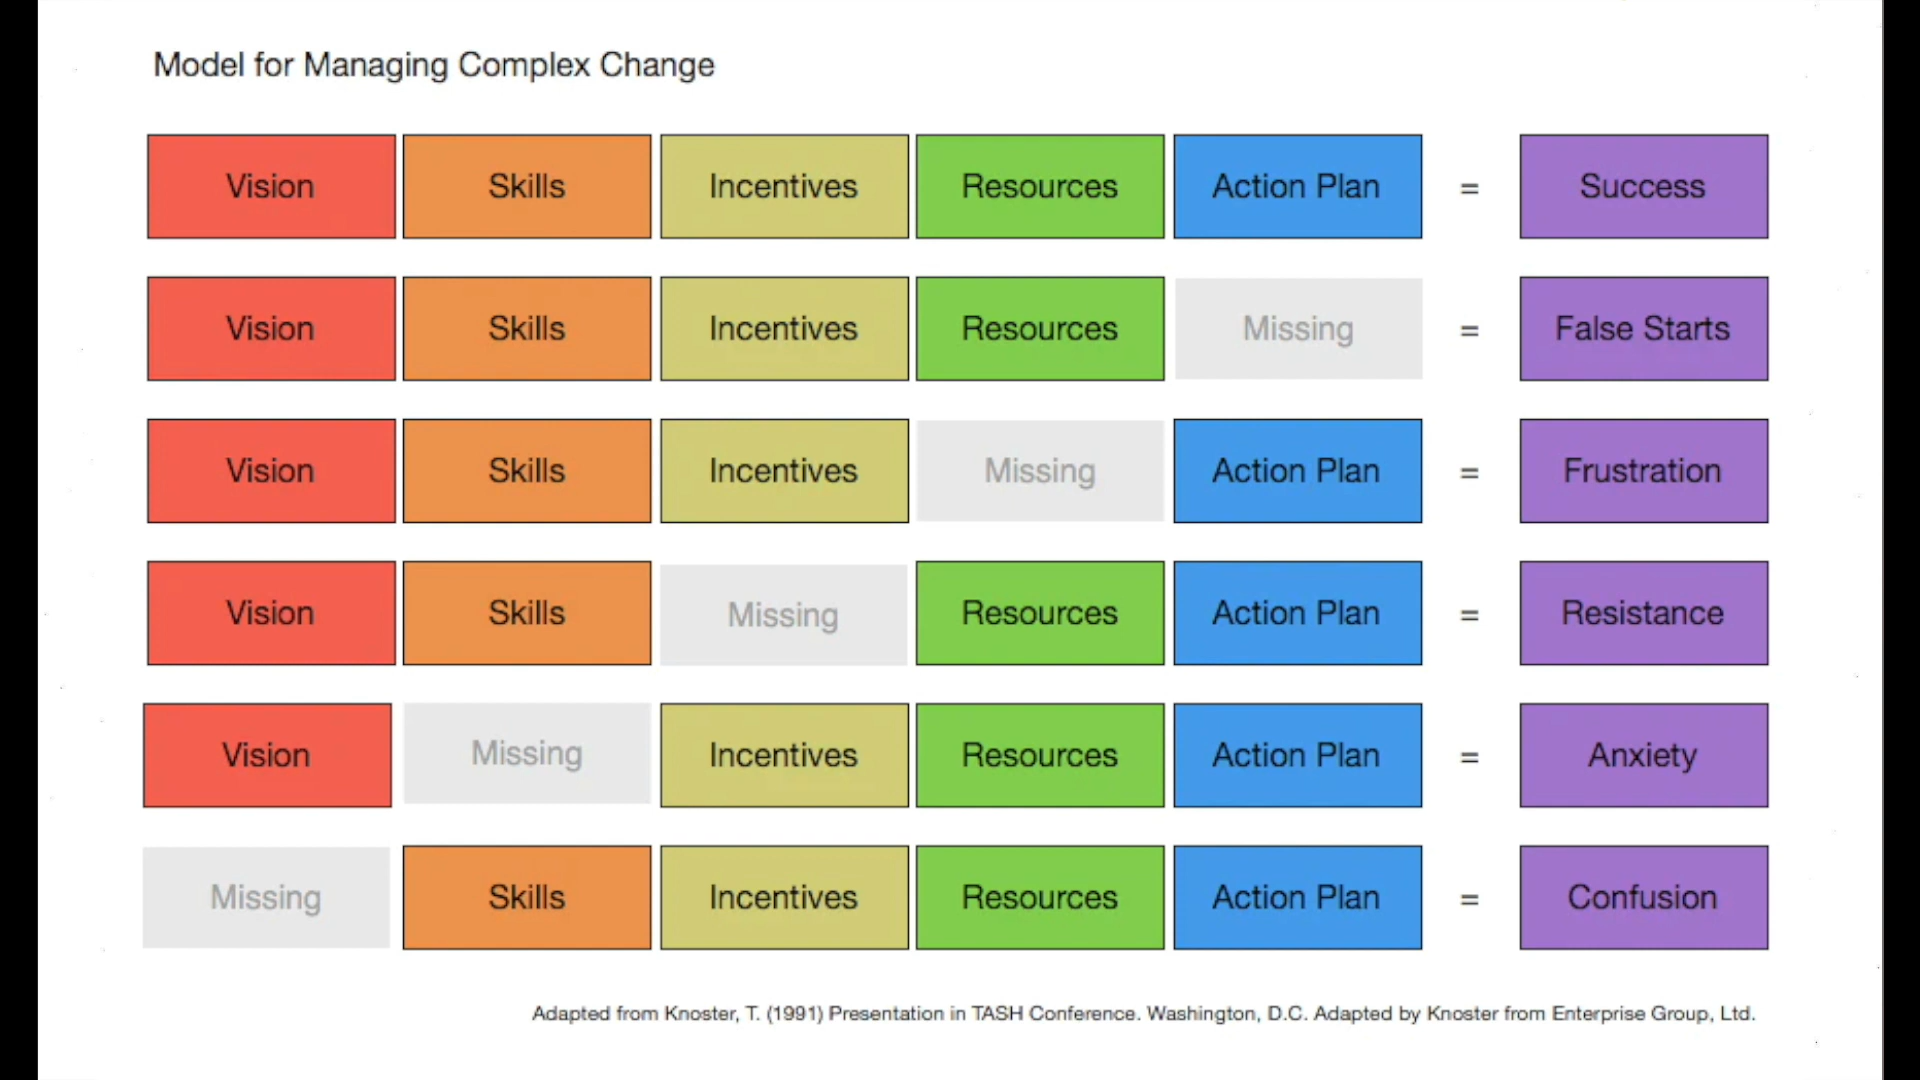 Model for Managing Complex Change
Vision Skills Incentives Resources Action Plan = Success
Vision Skills Incentives Resources Missing = False Starts
Vision Skills Incentives Missing Action Plan = Frustration
Vision Skills Missing Resources Action Plan = Resistance
Vision Missing Incentives Resources Action Plan = Anxiety
Missing Skills Incentives Resources Action Plan = Confusion
Adapted from Knoster, T. (1991) Presentation in TASH Conference. Washington, D.C. Adapted by Knoster from Enterprise Group, Ltd.